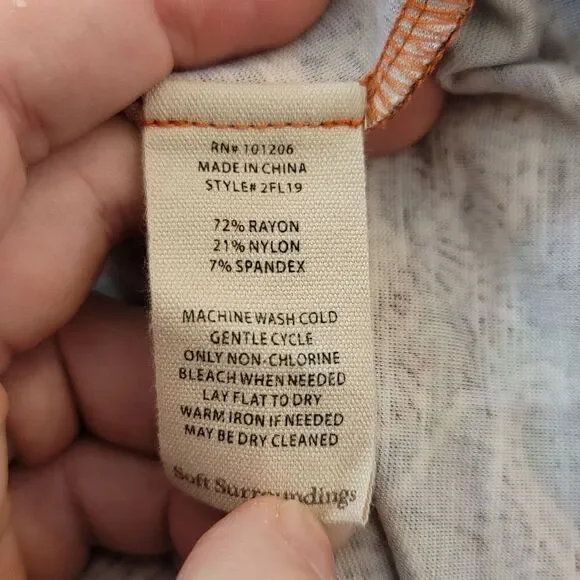 RN# 101206
MADE IN CHINA
STYLE# 2FL19
72% RAYON
21% NYLON
7% SPANDEX
MACHINE WASH COLD
GENTLE CYCLE
ONLY NON-CHLORINE
BLEACH WHEN NEEDED
LAY FLAT TO DRY
WARM IRON IF NEEDED
MAY BE DRY CLEANED
Soft Surroundings